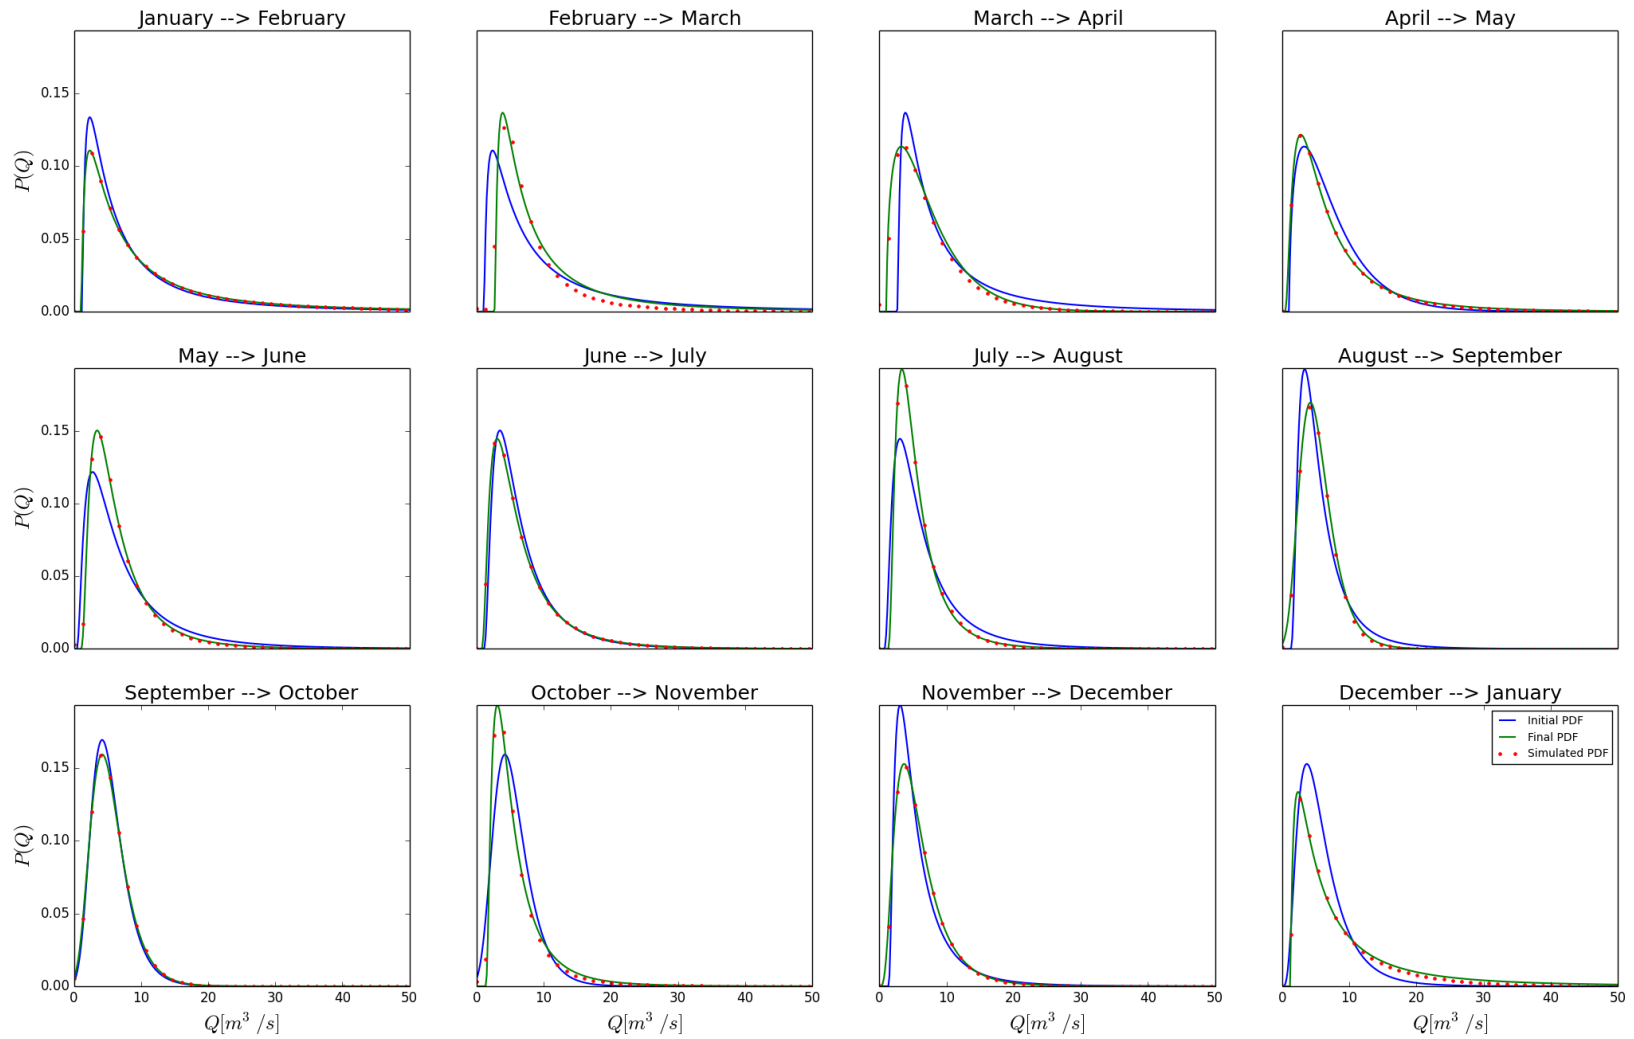 January --> February
February --> March
March --> April
April --> May
0.15
0.10
0.05
0.00
P(Q)
May --> June
June --> July
July --> August
August --> September
0.15
0.10
0.05
0.00
P(Q)
September --> October
October --> November
November --> December
December --> January
Initial PDF
Final PDF
Simulated PDF
0.15
0.10
0.05
0.00
P(Q)
0 10 20 30 40 50
0 10 20 30 40 50
0 10 20 30 40 50
0 10 20 30 40 50
Q[m³ /s]
Q[m³ /s]
Q[m³ /s]
Q[m³ /s]